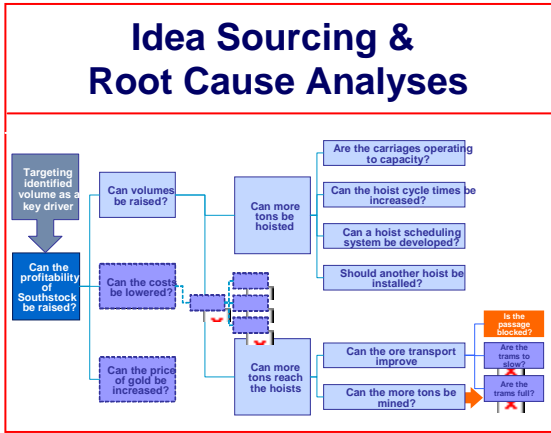 Idea Sourcing &
Root Cause Analyses
Targeting
identified
volume as a
key driver
Can the
profitability
of
Southstock
be raised?
Can volumes
be raised?
Can the costs
be lowered?
Can the price
of gold be
increased?
Can more
tons be
hoisted
Can more
tons reach
the hoists
Are the carriages operating
to capacity?
Can the hoist cycle times be
increased?
Can a hoist scheduling
system be developed?
Should another hoist be
installed?
Can the ore transport
improve
Can the more tons be
mined?
Is the
passage
blocked?
Are the
trams to
slow?
Are the
trams full?